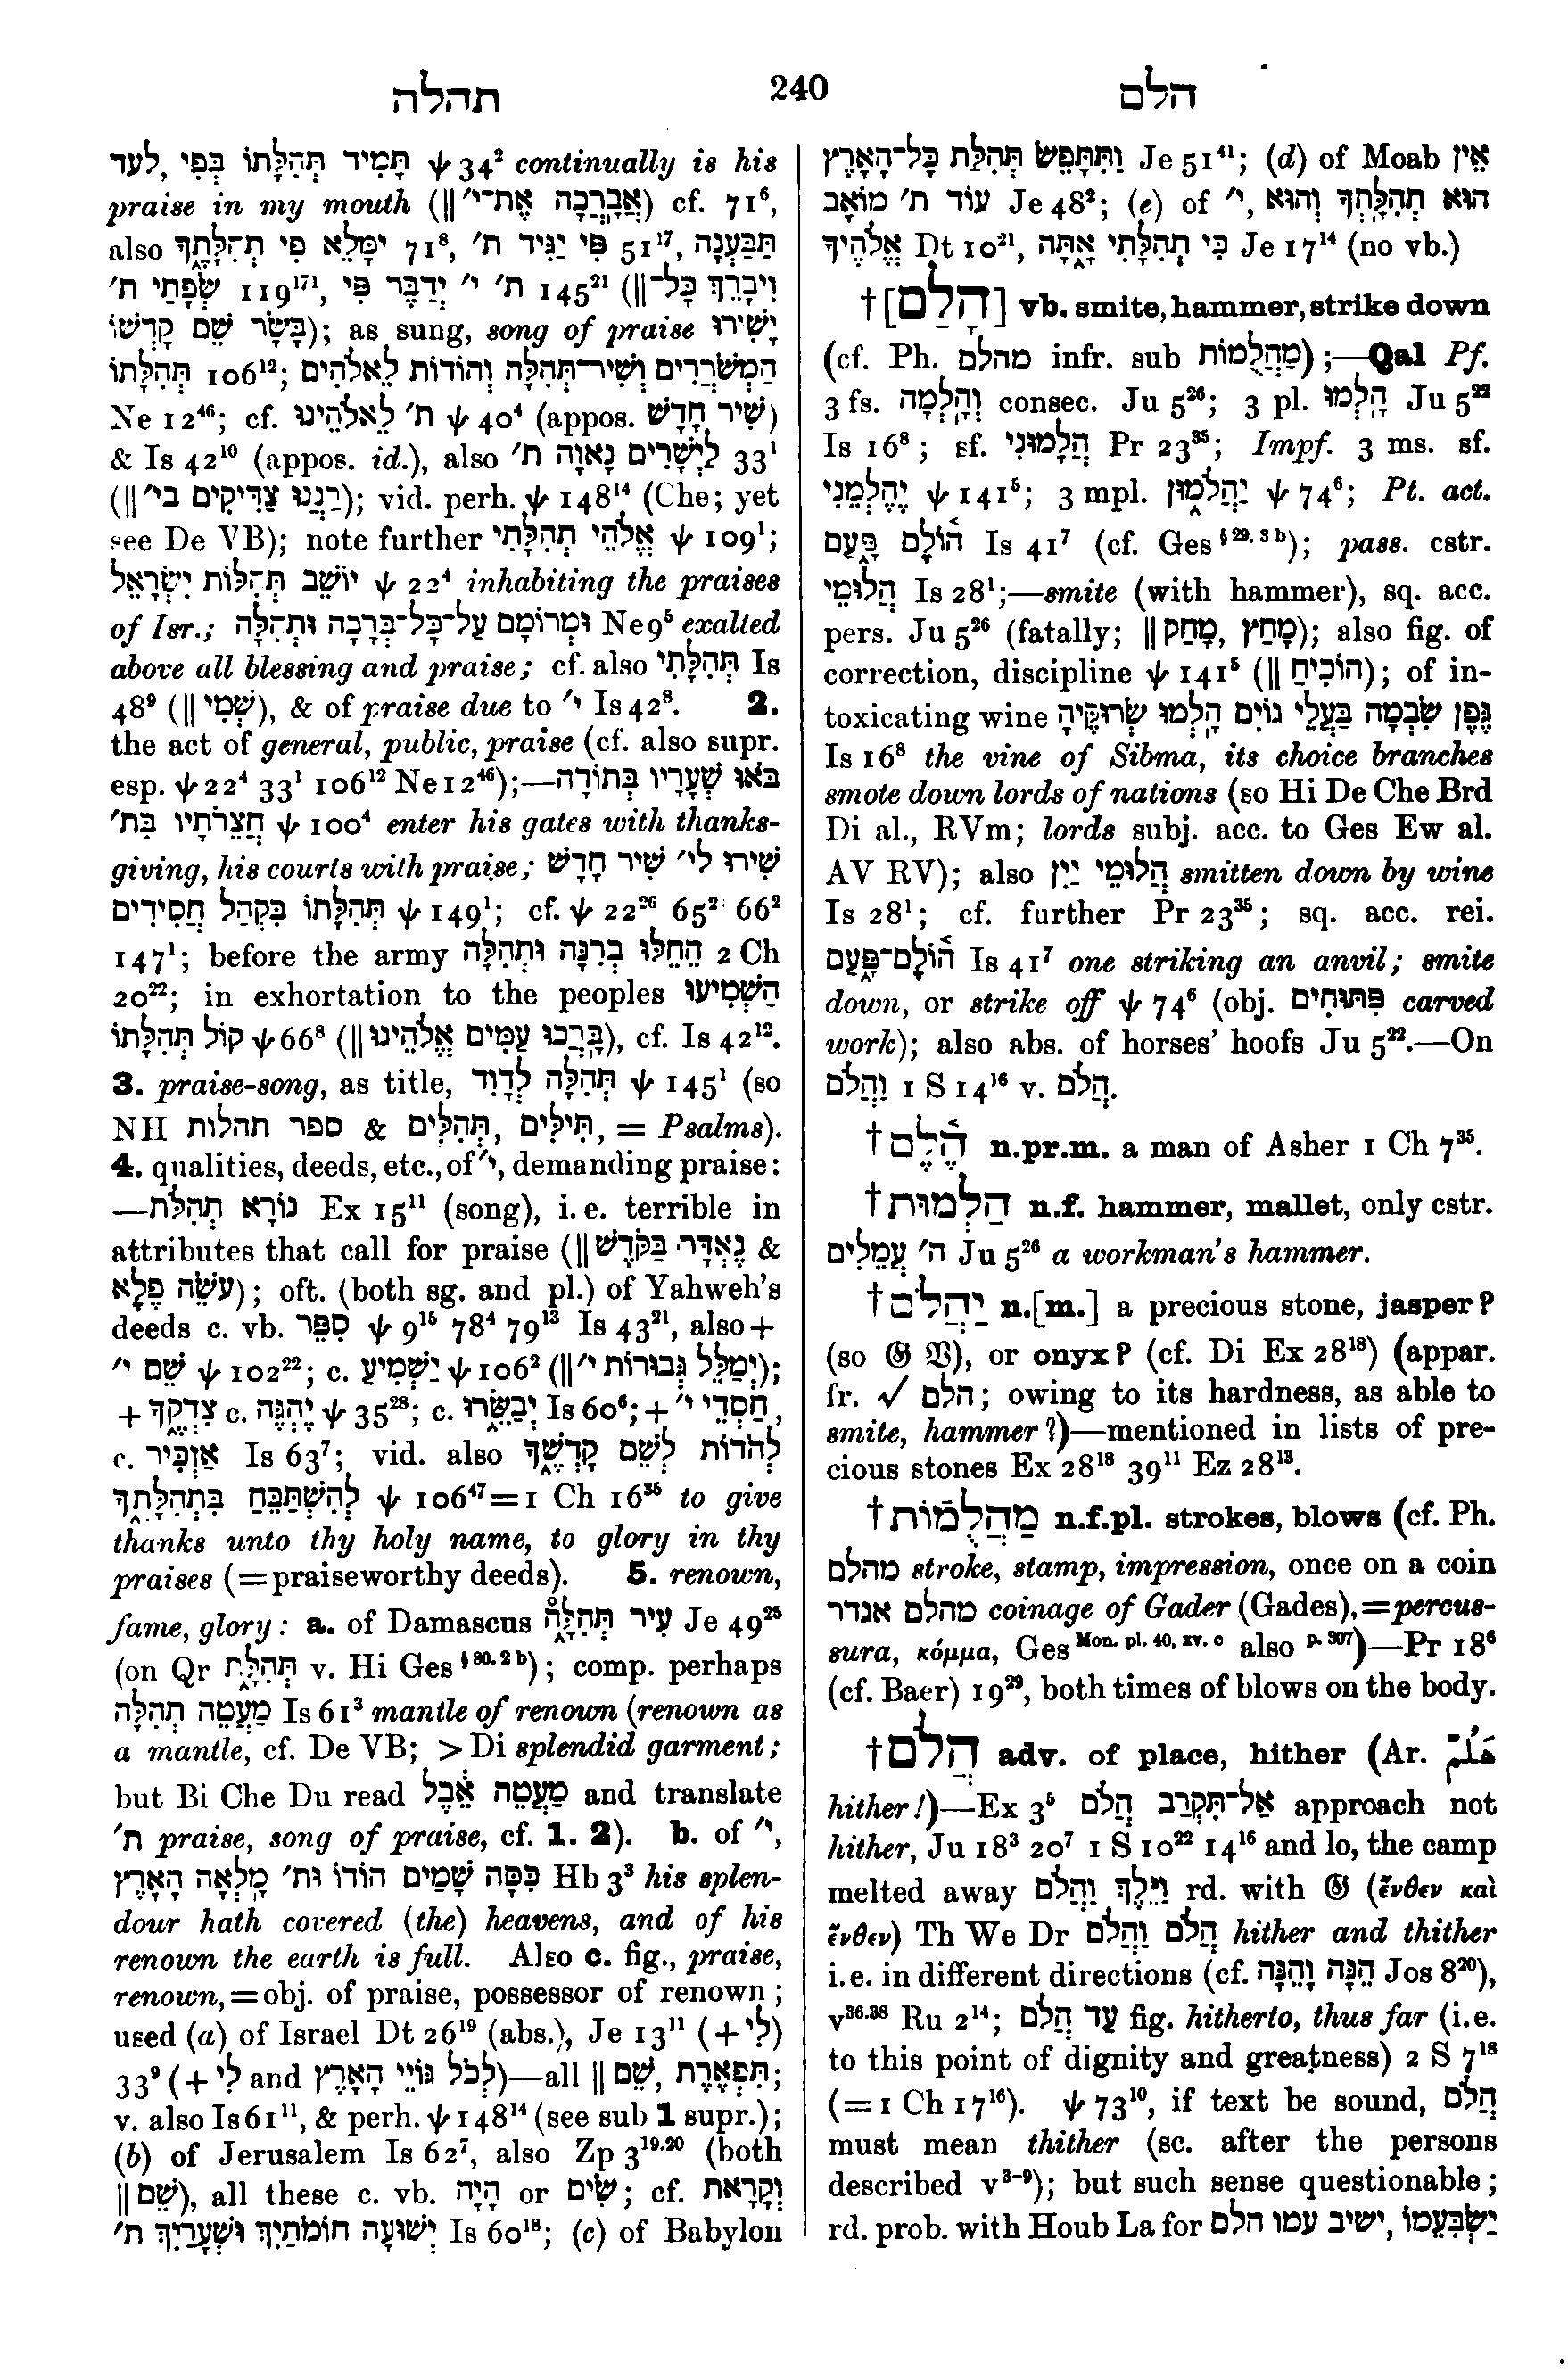 תהלה 240 הלם
לעד, תָּמִיד תְּהִלָּתוֹ בְּפִי ψ 34² continually is his
praise in my mouth (|| אֲבָרֲכָה אֶת־י׳) cf. 71⁶,
also יִמָּלֵא פִי תְּהִלָּתֶךָ 71⁸, פִּי יַגִּיד ת׳ 51¹⁷, תַּבַּעְנָה
שְׂפָתַי ת׳ 119¹⁷¹, ת׳ י׳ יְדַבֶּר פִּי 145²¹ (|| וִיבָרֵךְ כָּל־
בָּשָׂר שֵׁם קָדְשׁוֹ); as sung, song of praise יָשִׁירוּ
תְּהִלָּתוֹ 106¹²; הַמְשֹׁרֲרִים וְשִׁיר־תְּהִלָּה וְהוֹדוֹת לֵאלֹהִים
Ne 12⁴⁶; cf. ת׳ לֵאלֹהֵינוּ ψ 40⁴ (appos. שִׁיר חָדָשׁ)
& Is 42¹⁰ (appos. id.), also לַיְשָׁרִים נָאוָה ת׳ 33¹
(|| רַנְּנוּ צַדִּיקִים בי׳); vid. perh. ψ 148¹⁴ (Che; yet
see De VB); note further אֱלֹהֵי תְהִלָּתִי ψ 109¹;
יוֹשֵׁב תְּהִלּוֹת יִשְׂרָאֵל ψ 22⁴ inhabiting the praises
of Isr.; וּמְרוֹמַם עַל־כָּל־בְּרָכָה וּתְהִלָּה Ne 9⁵ exalted
above all blessing and praise; cf. also תְּהִלָּתִי Is
48⁹ (|| שְׁמִי), & of praise due to י׳ Is 42⁸. 2.
the act of general, public, praise (cf. also supr.
esp. ψ 22⁴ 33¹ 106¹² Ne 12⁴⁶);—בֹּאוּ שְׁעָרָיו בְּתוֹדָה
חֲצֵרֹתָיו בִּת׳ ψ 100⁴ enter his gates with thanks-
giving, his courts with praise; שִׁירוּ לי׳ שִׁיר חָדָשׁ
תְּהִלָּתוֹ בִּקְהַל חֲסִידִים ψ 149¹; cf. ψ 22²⁶ 65² 66²
147¹; before the army הֵחֵלּוּ בְרִנָּה וּתְהִלָּה 2 Ch
20²²; in exhortation to the peoples הַשְׁמִיעוּ
קוֹל תְּהִלָּתוֹ ψ 66⁸ (|| בָּרֲכוּ עַמִּים אֱלֹהֵינוּ), cf. Is 42¹².
3. praise-song, as title, תְּהִלָּה לְדָוִד ψ 145¹ (so
NH ספר תהלות & תְּהִלִּים, תִּילִּים, = Psalms).
4. qualities, deeds, etc., of י׳, demanding praise:
—נוֹרָא תְהִלֹּת Ex 15¹¹ (song), i. e. terrible in
attributes that call for praise (|| נֶאְדָּר בַּקֹּדֶשׁ &
עֹשֵׂה פֶלֶא); oft. (both sg. and pl.) of Yahweh's
deeds c. vb. סִפֵּר ψ 9¹⁵ 78⁴ 79¹³ Is 43²¹, also +
שֵׁם י׳ ψ 102²²; c. יַשְׁמִיעַ ψ 106² (|| יְמַלֵּל גְּבוּרוֹת י׳);
+ צִדְקֶךָ c. יֶהְגֶּה ψ 35²⁸; c. יְבַשֵּׂרוּ Is 60⁶; + חַסְדֵי י׳,
c. אַזְכִּיר Is 63⁷; vid. also לְהֹדוֹת לְשֵׁם קָדְשֶׁךָ
לְהִשְׁתַּבֵּחַ בִּתְהִלָּתֶךָ ψ 106⁴⁷ = 1 Ch 16³⁵ to give
thanks unto thy holy name, to glory in thy
praises (= praiseworthy deeds). 5. renown,
fame, glory: a. of Damascus עִיר תְּהִלָּה Je 49²⁵
(on Qr תְּהִלָּת v. Hi Ges§ 80. 2 b); comp. perhaps
מַעֲטֵה תְהִלָּה Is 61³ mantle of renown (renown as
a mantle, cf. De VB; > Di splendid garment;
but Bi Che Du read מַעֲטֵה אֵבֶל and translate
ת׳ praise, song of praise, cf. 1. 2). b. of י׳,
כִּסָּה שָׁמַיִם הוֹדוֹ וּת׳ מָלְאָה הָאָרֶץ Hb 3³ his splen-
dour hath covered (the) heavens, and of his
renown the earth is full. Also c. fig., praise,
renown, = obj. of praise, possessor of renown;
used (a) of Israel Dt 26¹⁹ (abs.), Je 13¹¹ (+ לִי)
33⁹ (+ לִי and לְכֹל גּוֹיֵי הָאָרֶץ)—all || שֵׁם, תִּפְאֶרֶת;
v. also Is 61¹¹, & perh. ψ 148¹⁴ (see sub 1 supr.);
(b) of Jerusalem Is 62⁷, also Zp 3¹⁹·²⁰ (both
|| שֵׁם), all these c. vb. הָיָה or שִׂים; cf. וְקָרָאת
יְשׁוּעָה חוֹמֹתַיִךְ וּשְׁעָרַיִךְ ת׳ Is 60¹⁸; (c) of Babylon
וַתִּתָּפֵשׂ תְּהִלַּת כָּל־הָאָרֶץ Je 51⁴¹; (d) of Moab אֵין
עוֹד ת׳ מוֹאָב Je 48²; (e) of י׳, הוּא תְהִלָּתְךָ וְהוּא
אֱלֹהֶיךָ Dt 10²¹, כִּי תְהִלָּתִי אָתָּה Je 17¹⁴ (no vb.)
†[הָלַם] vb. smite, hammer, strike down
(cf. Ph. מהלם infr. sub מַהֲלֻמוֹת);—Qal Pf.
3 fs. וְהָלְמָה consec. Ju 5²⁶; 3 pl. הָלְמוּ Ju 5²²
Is 16⁸; sf. הֲלָמוּנִי Pr 23³⁵; Impf. 3 ms. sf.
יֶהֶלְמֵנִי ψ 141⁵; 3 mpl. יַהֲלֹמוּן ψ 74⁶; Pt. act.
הוֹלֶם פָּעַם Is 41⁷ (cf. Ges§ 29. 3 b); pass. cstr.
הֲלוּמֵי Is 28¹;—smite (with hammer), sq. acc.
pers. Ju 5²⁶ (fatally; || מָחַק, מָחַץ); also fig. of
correction, discipline ψ 141⁵ (|| הוֹכִיחַ); of in-
toxicating wine גֶּפֶן שִׂבְמָה בַּעֲלֵי גוֹיִם הָלְמוּ שְׂרוּקֶּיהָ
Is 16⁸ the vine of Sibma, its choice branches
smote down lords of nations (so Hi De Che Brd
Di al., RVm; lords subj. acc. to Ges Ew al.
AV RV); also הֲלוּמֵי יַיִן smitten down by wine
Is 28¹; cf. further Pr 23³⁵; sq. acc. rei.
הוֹלֶם־פָּעַם Is 41⁷ one striking an anvil; smite
down, or strike off ψ 74⁶ (obj. פִּתּוּחִים carved
work); also abs. of horses' hoofs Ju 5²².—On
וַהֲלֹם 1 S 14¹⁶ v. הֲלֹם.
†הֵלֶם n.pr.m. a man of Asher 1 Ch 7³⁵.
†הַלְמוּת n.f. hammer, mallet, only cstr.
ה׳ עֲמֵלִים Ju 5²⁶ a workman's hammer.
†יַהֲלֹם n.[m.] a precious stone, jasper?
(so 𝔊 𝔙), or onyx? (cf. Di Ex 28¹⁸) (appar.
fr. √ הלם; owing to its hardness, as able to
smite, hammer?)—mentioned in lists of pre-
cious stones Ex 28¹⁸ 39¹¹ Ez 28¹³.
†מַהֲלֻמוֹת n.f.pl. strokes, blows (cf. Ph.
מהלם stroke, stamp, impression, once on a coin
מהלם אגדר coinage of Gader (Gades), = percus-
sura, κόμμα, Ges Mon. pl. 40, xv. c also p. 307)—Pr 18⁶
(cf. Baer) 19²⁹, both times of blows on the body.
†הֲלֹם adv. of place, hither (Ar. هَلُمَّ
hither!)—Ex 3⁵ אַל־תִּקְרַב הֲלֹם approach not
hither, Ju 18³ 20⁷ 1 S 10²² 14¹⁶ and lo, the camp
melted away וַיֵּלֶךְ וַהֲלֹם rd. with 𝔊 (ἔνθεν καὶ
ἔνθεν) Th We Dr הֲלֹם וַהֲלֹם hither and thither
i.e. in different directions (cf. הֵנָּה וָהֵנָּה Jos 8²⁰),
v³⁶·³⁸ Ru 2¹⁴; עַד הֲלֹם fig. hitherto, thus far (i.e.
to this point of dignity and greatness) 2 S 7¹⁸
(= 1 Ch 17¹⁶). ψ 73¹⁰, if text be sound, הֲלֹם
must mean thither (sc. after the persons
described v³⁻⁹); but such sense questionable;
rd. prob. with Houb La for ישיב עמו הלם, יַשְׂבִּעֵמוֹ